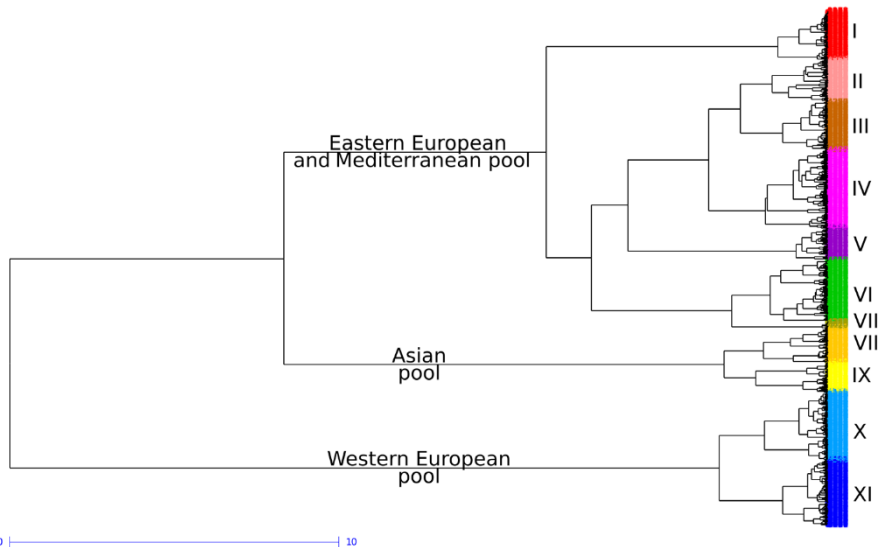 I
II
Eastern European
and Mediterranean pool
III
IV
V
VI
VII
VII
Asian
pool
IX
X
Western European
pool
XI
0 10